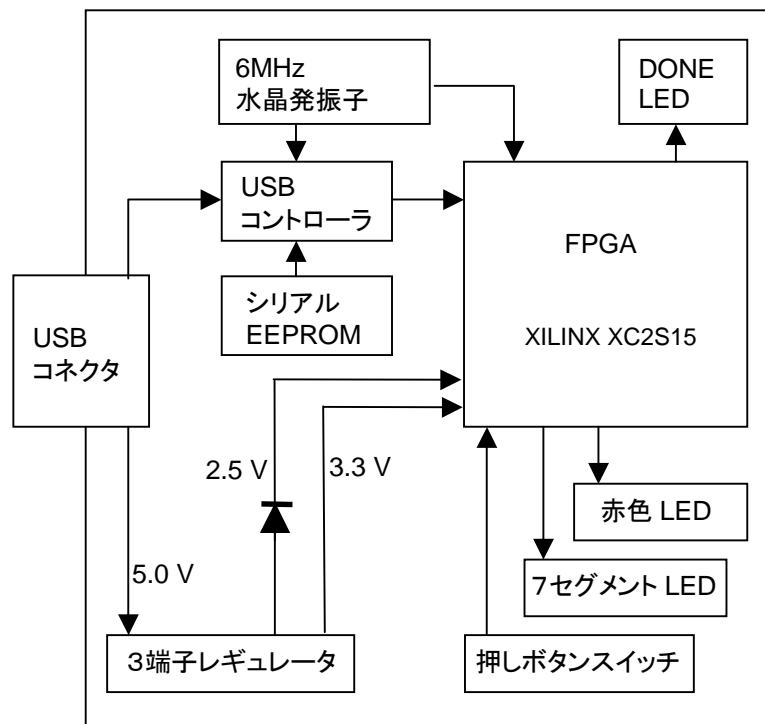 6MHz
水晶発振子
DONE
LED
USB
コントローラ
FPGA
XILINX XC2S15
シリアル
EEPROM
USB
コネクタ
2.5 V
3.3 V
赤色 LED
5.0 V
7セグメント LED
3端子レギュレータ
押しボタンスイッチ